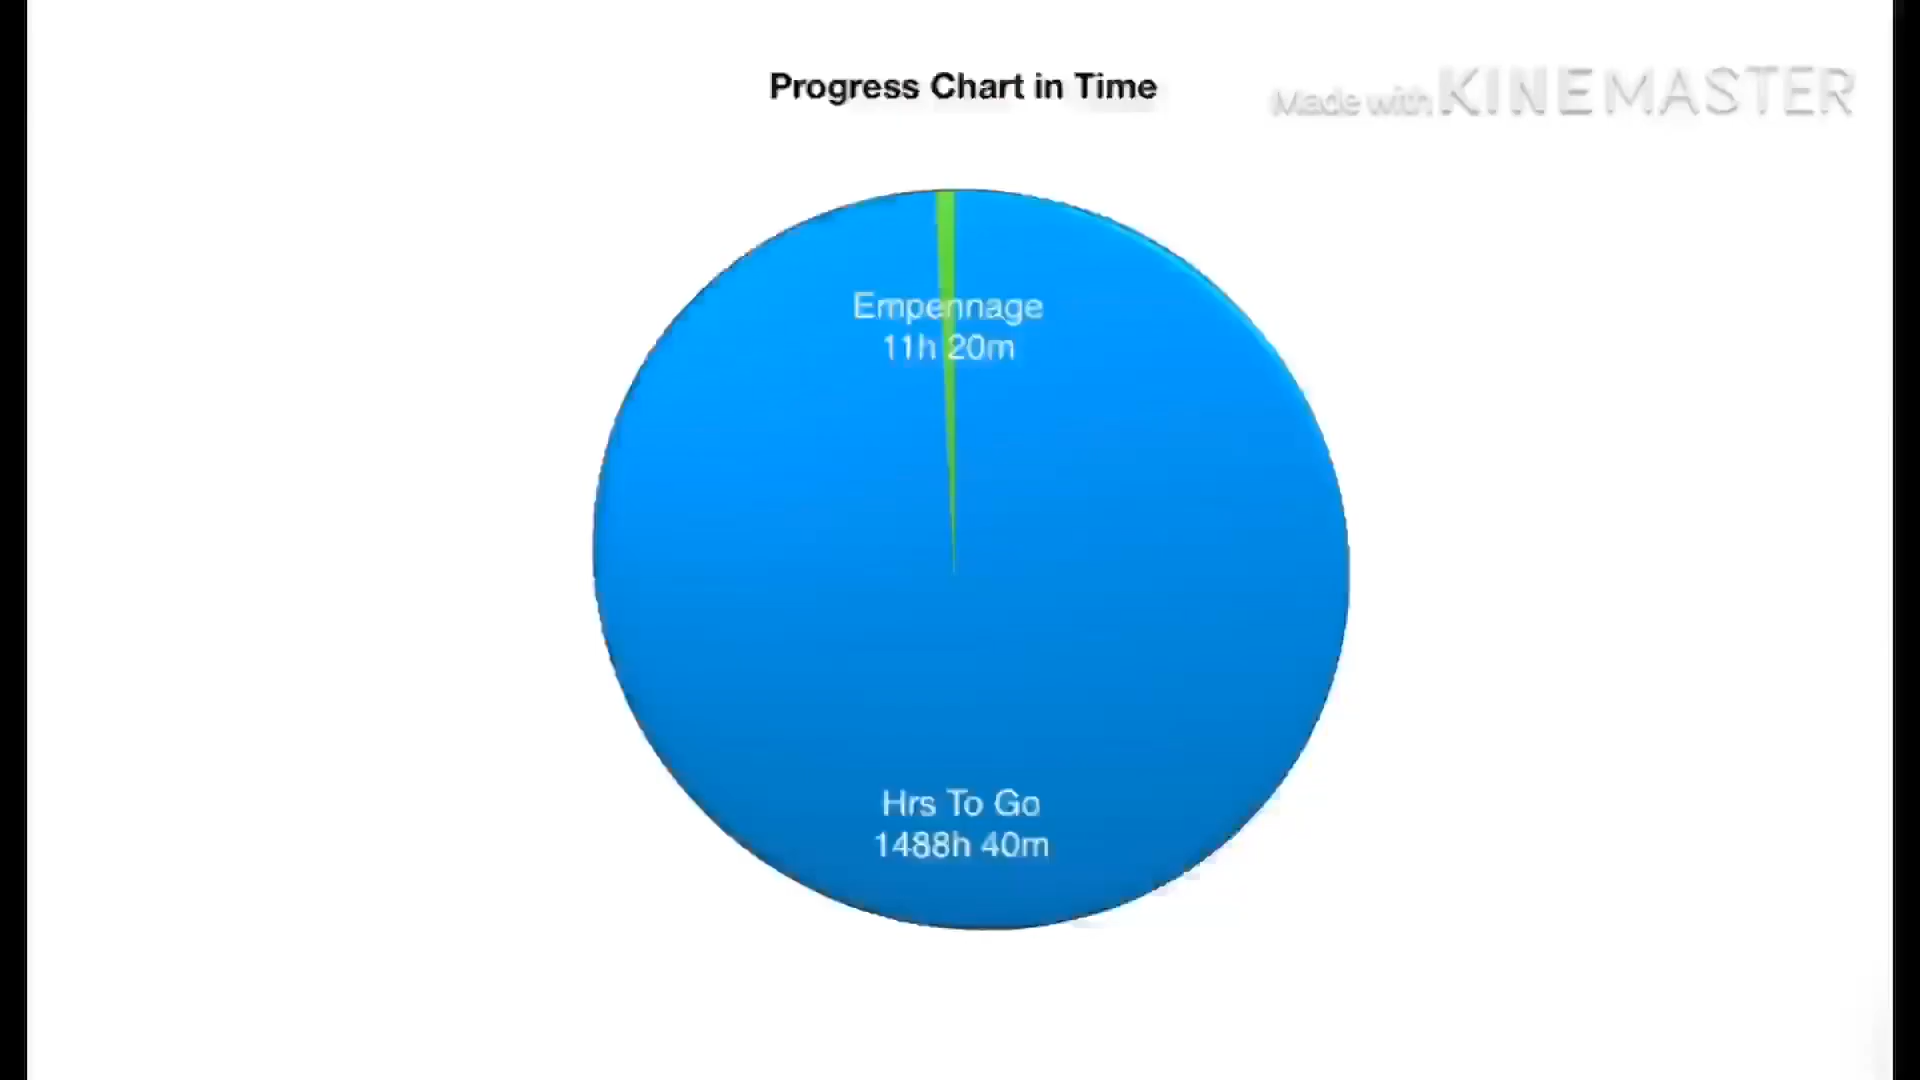 Progress Chart in Time
Made with KINEMASTER
Empennage
11h 20m
Hrs To Go
1488h 40m